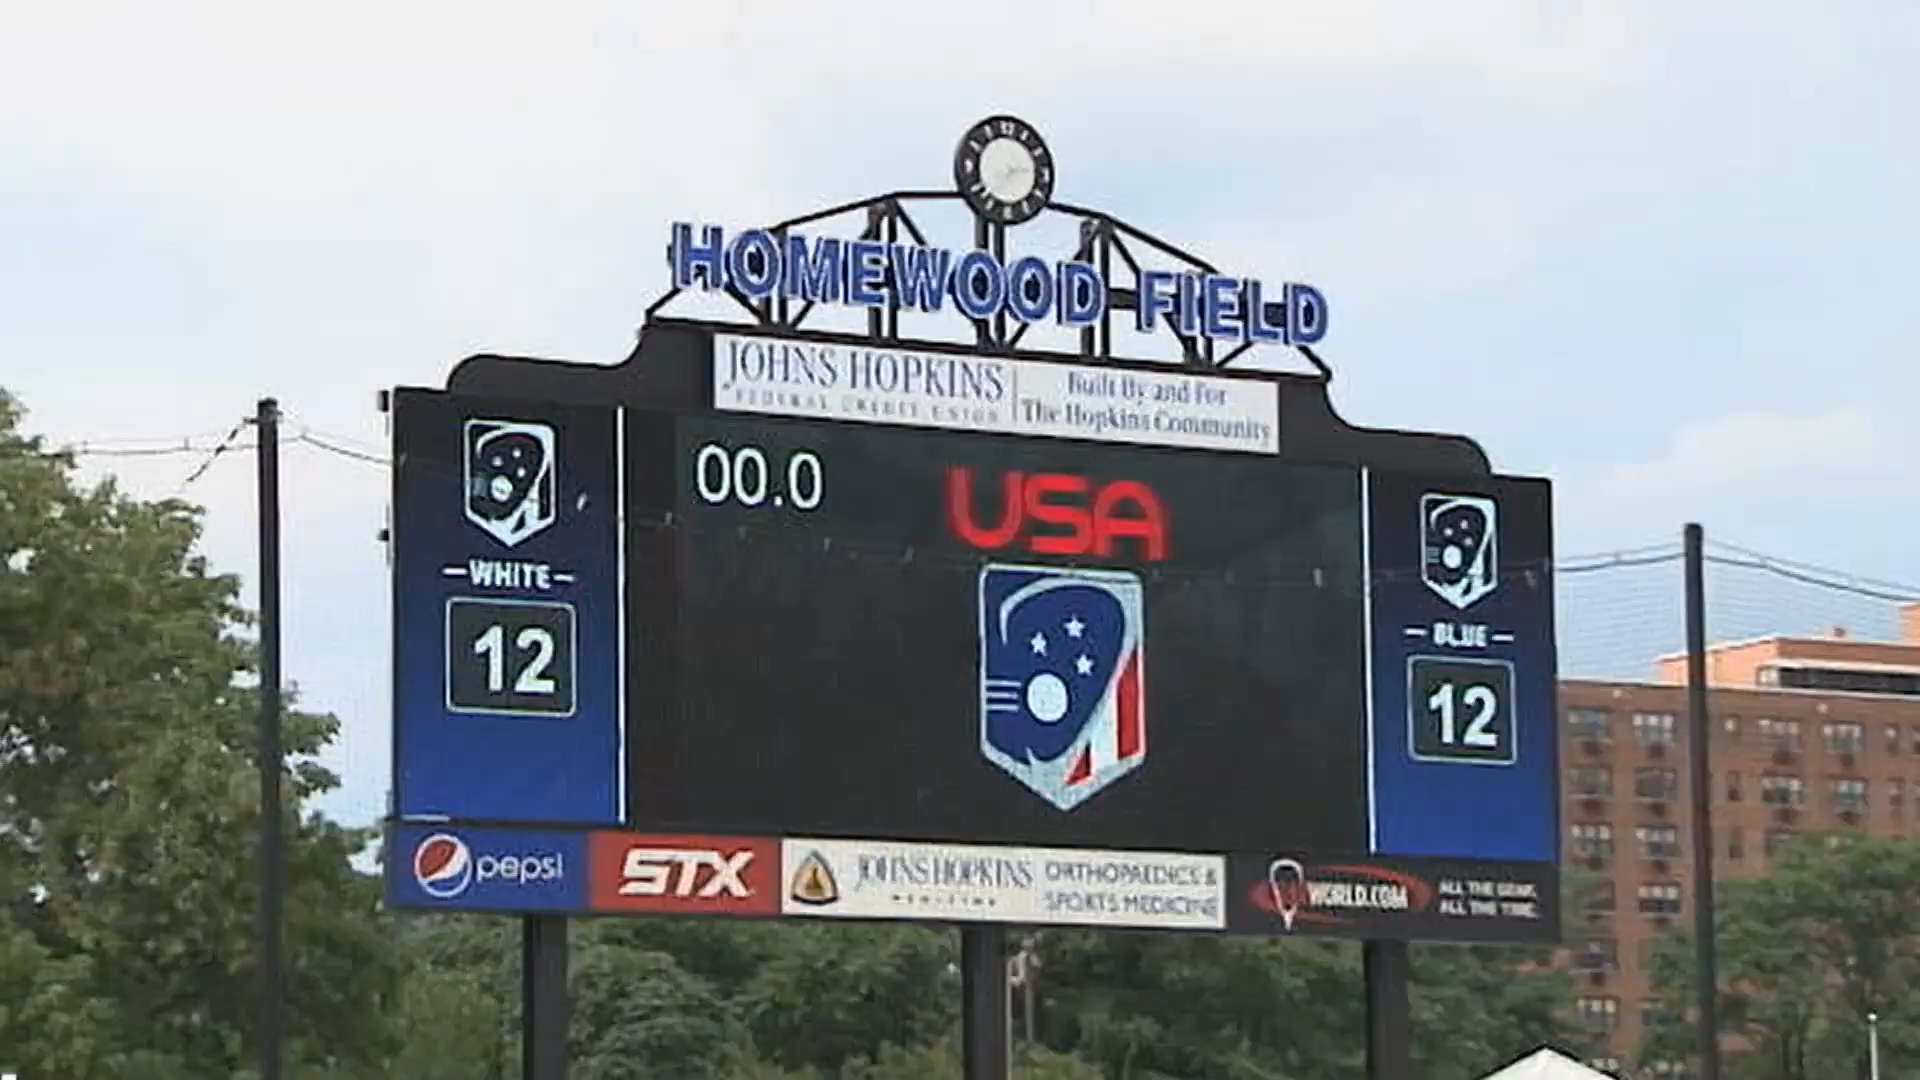 HOMEWOOD FIELD
JOHNS HOPKINS
FEDERAL CREDIT UNION
Built By and For
The Hopkins Community
00.0
USA
WHITE
12
BLUE
12
pepsi
STX
JOHNS HOPKINS
MEDICINE
ORTHOPAEDICS &
SPORTS MEDICINE
WORLD.COM
ALL THE GEAR.
ALL THE TIME.